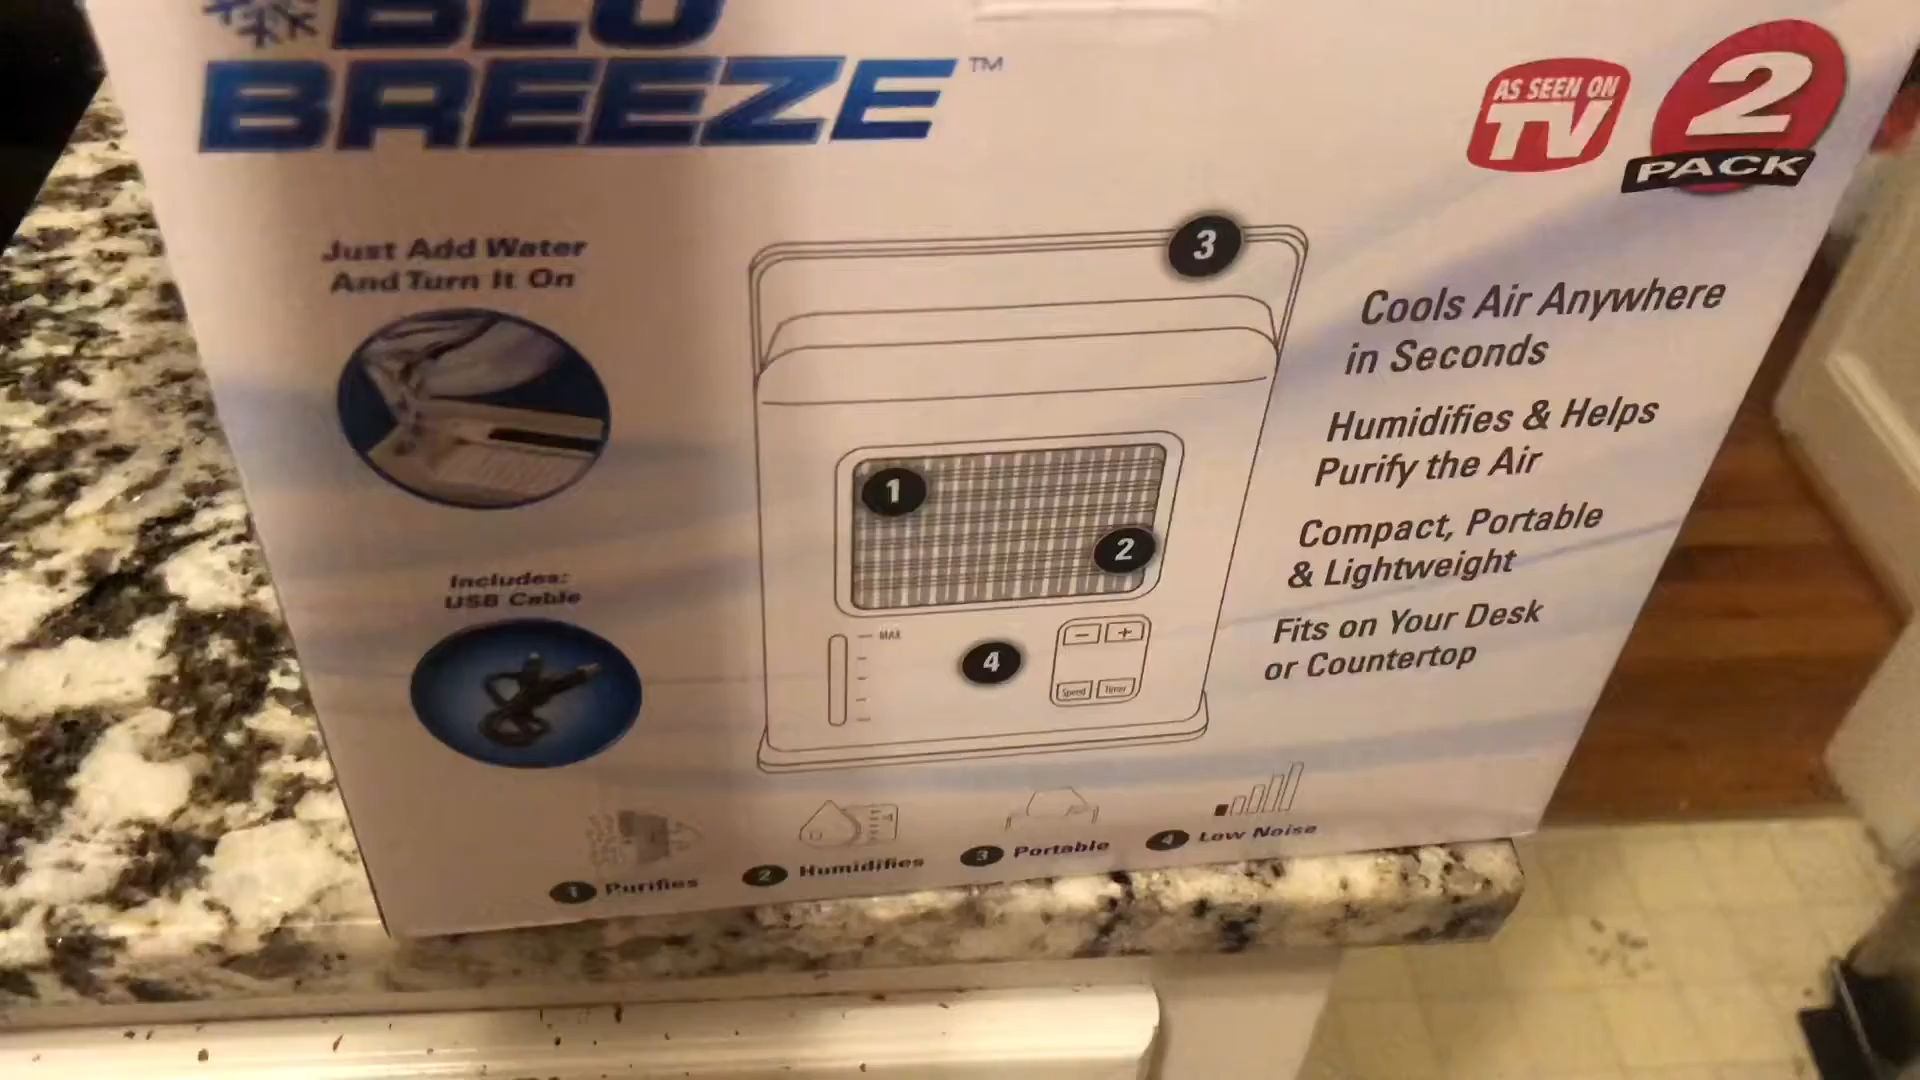 BLU
BREEZE™
AS SEEN ON
TV
2
PACK
Just Add Water
And Turn It On
Includes:
USB Cable
3
1
2
4
MAX
− +
Speed Timer
Cools Air Anywhere
in Seconds
Humidifies & Helps
Purify the Air
Compact, Portable
& Lightweight
Fits on Your Desk
or Countertop
1 Purifies
2 Humidifies
3 Portable
4 Low Noise